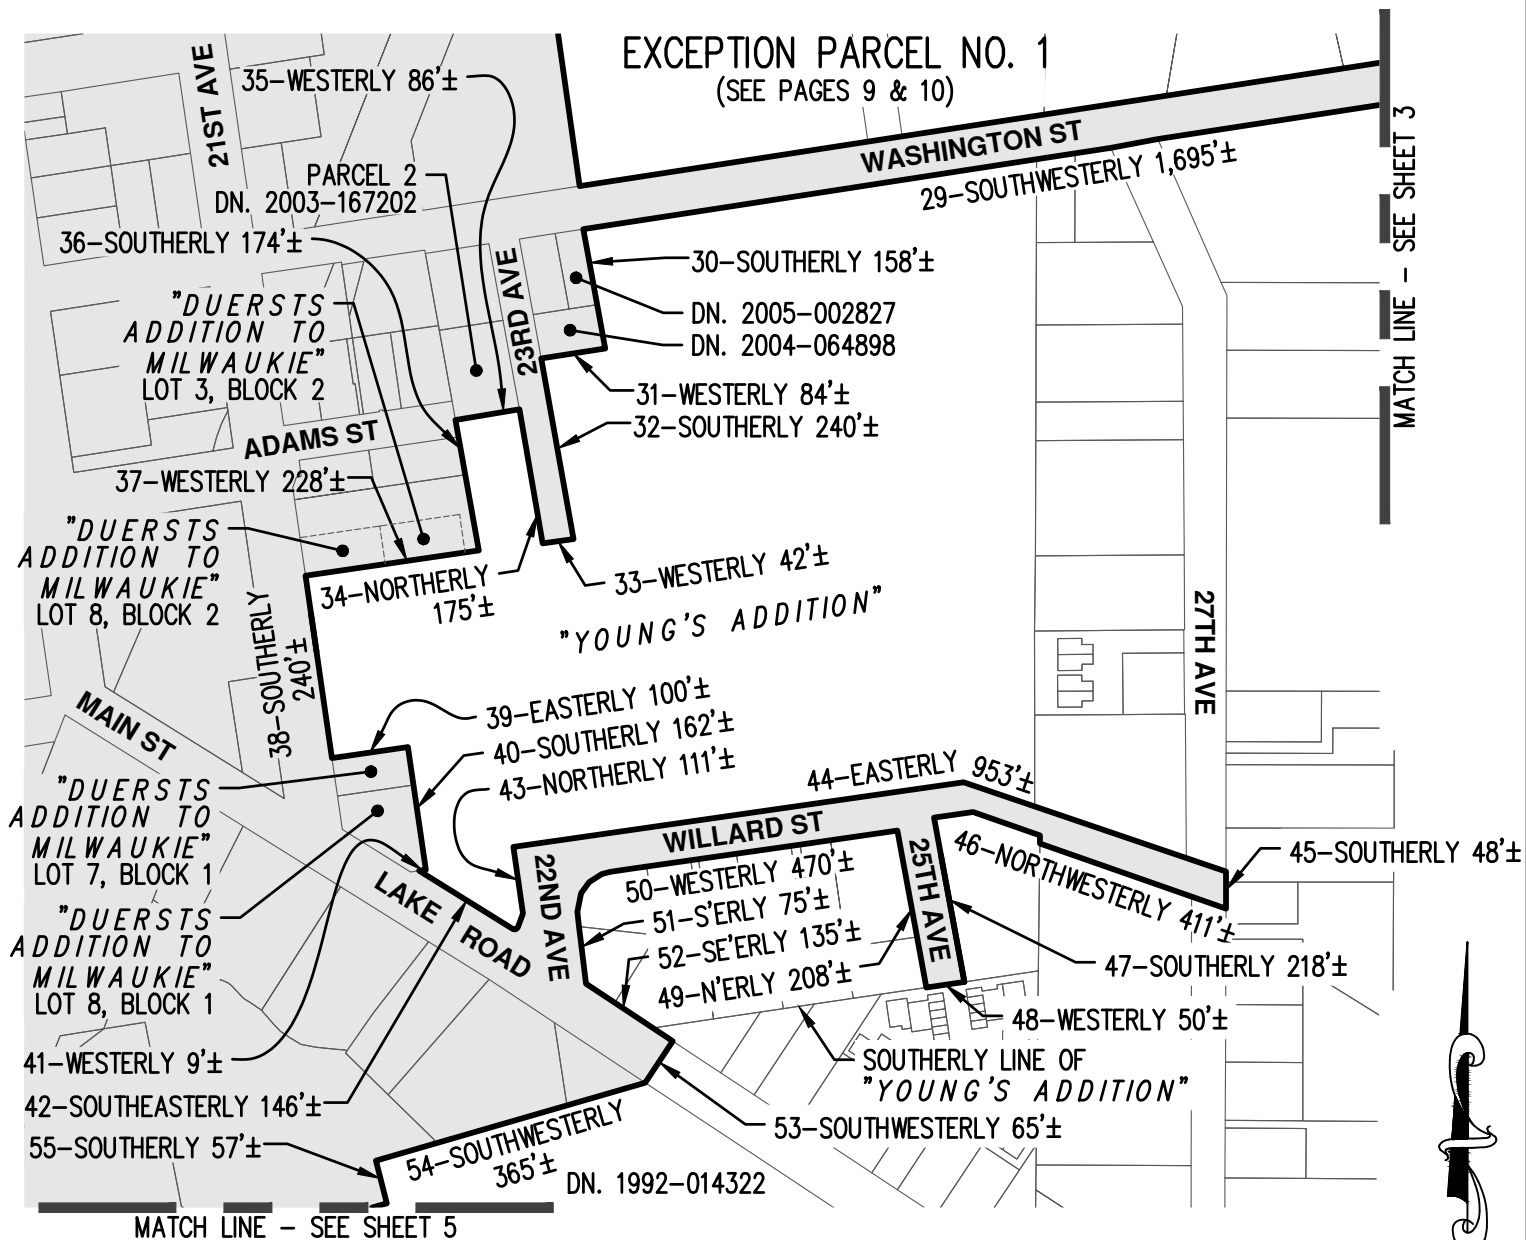 EXCEPTION PARCEL NO. 1
(SEE PAGES 9 & 10)
21ST AVE
35-WESTERLY 86'±
WASHINGTON ST
29-SOUTHWESTERLY 1,695'±
MATCH LINE - SEE SHEET 3
PARCEL 2
DN. 2003-167202
36-SOUTHERLY 174'±
23RD AVE
30-SOUTHERLY 158'±
"DUERSTS
ADDITION TO
MILWAUKIE"
LOT 3, BLOCK 2
DN. 2005-002827
DN. 2004-064898
31-WESTERLY 84'±
32-SOUTHERLY 240'±
ADAMS ST
37-WESTERLY 228'±
"DUERSTS
ADDITION TO
MILWAUKIE"
LOT 8, BLOCK 2
34-NORTHERLY
175'±
33-WESTERLY 42'±
"YOUNG'S ADDITION"
27TH AVE
38-SOUTHERLY
240'±
MAIN ST
39-EASTERLY 100'±
40-SOUTHERLY 162'±
43-NORTHERLY 111'±
44-EASTERLY 953'±
"DUERSTS
ADDITION TO
MILWAUKIE"
LOT 7, BLOCK 1
WILLARD ST
22ND AVE
25TH AVE
46-NORTHWESTERLY 411'±
45-SOUTHERLY 48'±
LAKE ROAD
50-WESTERLY 470'±
51-S'ERLY 75'±
52-SE'ERLY 135'±
49-N'ERLY 208'±
47-SOUTHERLY 218'±
48-WESTERLY 50'±
"DUERSTS
ADDITION TO
MILWAUKIE"
LOT 8, BLOCK 1
41-WESTERLY 9'±
42-SOUTHEASTERLY 146'±
55-SOUTHERLY 57'±
SOUTHERLY LINE OF
"YOUNG'S ADDITION"
53-SOUTHWESTERLY 65'±
54-SOUTHWESTERLY
365'±
DN. 1992-014322
MATCH LINE - SEE SHEET 5